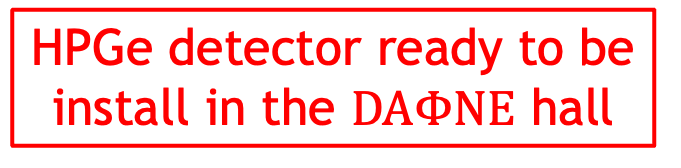 HPGe detector ready to be
install in the DAΦNE hall